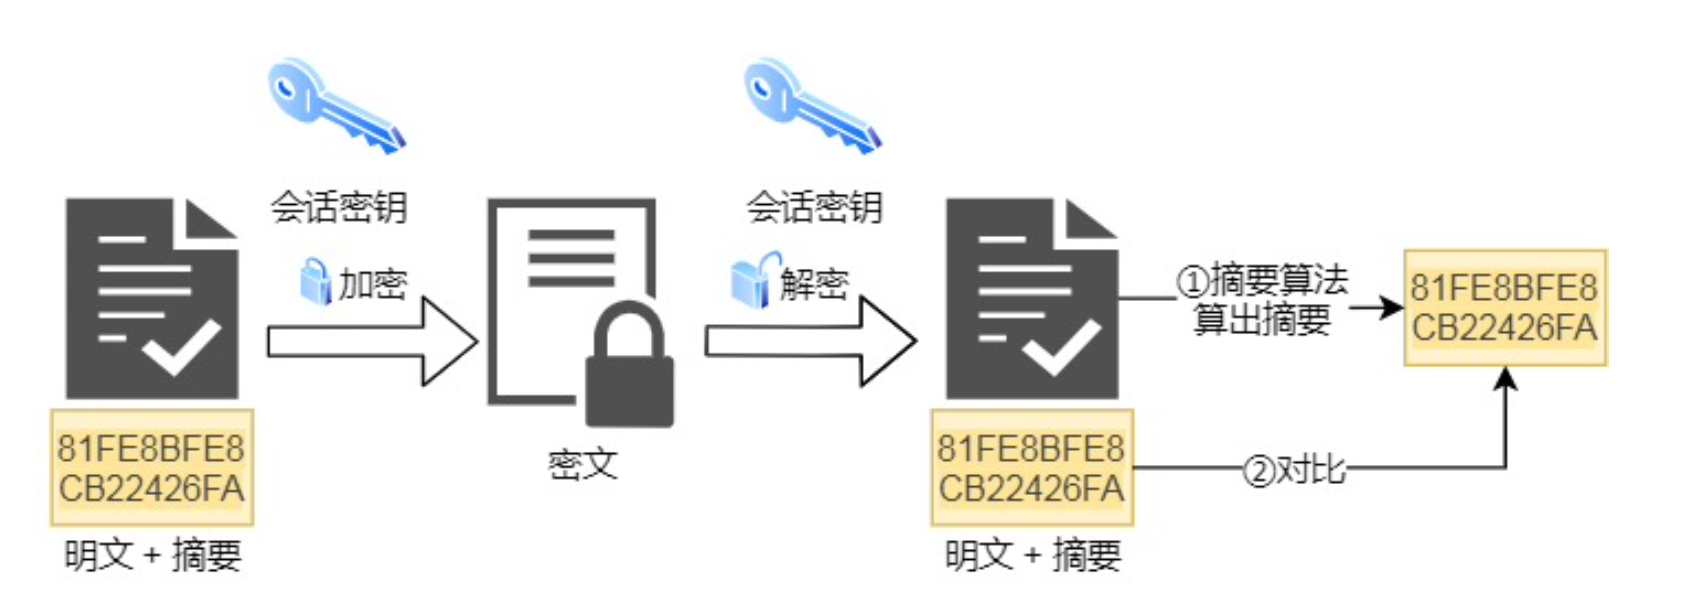 会话密钥
加密
81FE8BFE8
CB22426FA
明文 + 摘要
密文
会话密钥
解密
81FE8BFE8
CB22426FA
明文 + 摘要
①摘要算法
算出摘要
81FE8BFE8
CB22426FA
②对比